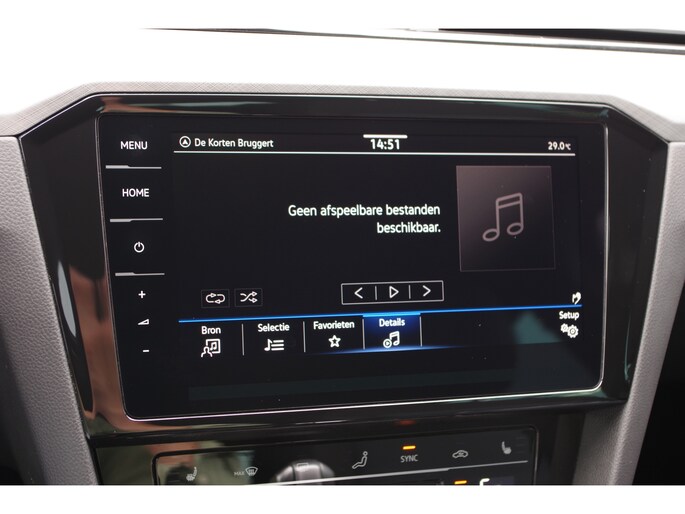 MENU
HOME
+
-
De Korten Bruggert
14:51
29.0°C
Geen afspeelbare bestanden
beschikbaar.
Bron
Selectie
Favorieten
Details
Setup
MAX
SYNC